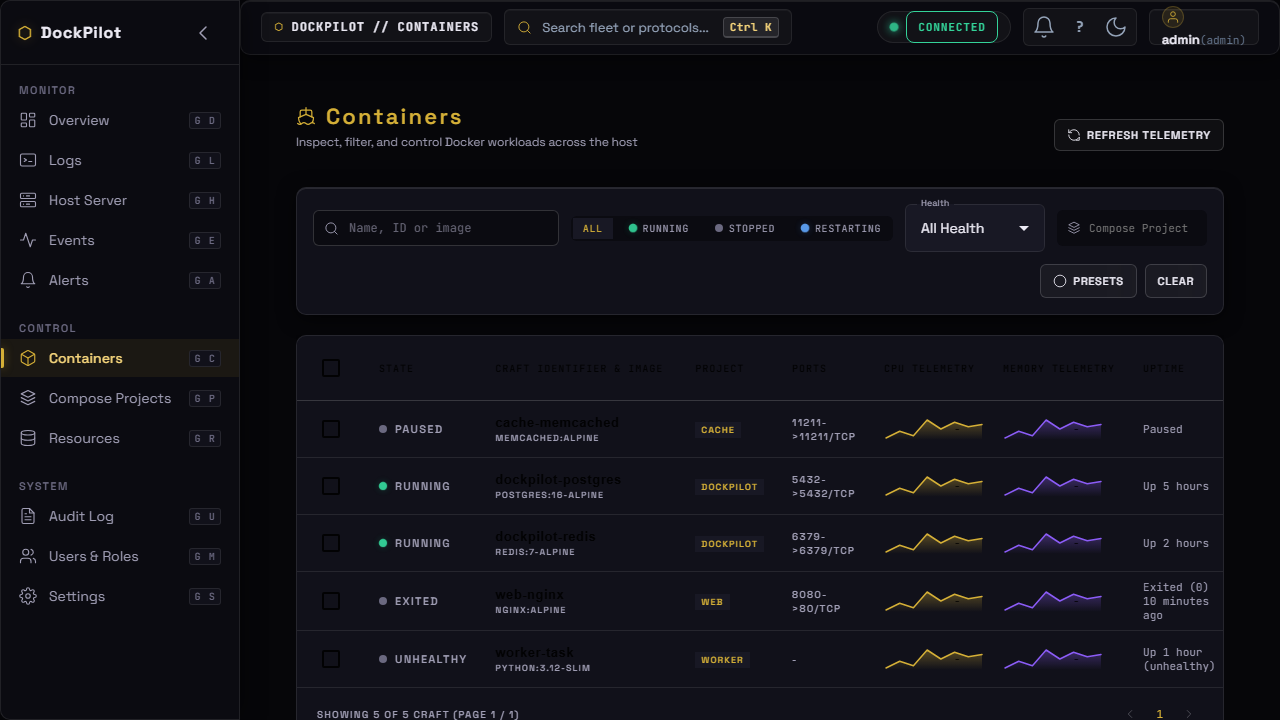 DockPilot
DOCKPILOT // CONTAINERS
Search fleet or protocols...
Ctrl K
CONNECTED
?
admin(admin)
MONITOR
Overview
G D
Logs
G L
Host Server
G H
Events
G E
Alerts
G A
CONTROL
Containers
G C
Compose Projects
G P
Resources
G R
SYSTEM
Audit Log
G U
Users & Roles
G M
Settings
G S
Containers
Inspect, filter, and control Docker workloads across the host
REFRESH TELEMETRY
Name, ID or image
ALL
RUNNING
STOPPED
RESTARTING
Health
All Health
Compose Project
PRESETS
CLEAR
STATE
CRAFT IDENTIFIER & IMAGE
PROJECT
PORTS
CPU TELEMETRY
MEMORY TELEMETRY
UPTIME
PAUSED
cache-memcached
MEMCACHED:ALPINE
CACHE
11211-
>11211/TCP
Paused
RUNNING
dockpilot-postgres
POSTGRES:16-ALPINE
DOCKPILOT
5432-
>5432/TCP
Up 5 hours
RUNNING
dockpilot-redis
REDIS:7-ALPINE
DOCKPILOT
6379-
>6379/TCP
Up 2 hours
EXITED
web-nginx
NGINX:ALPINE
WEB
8080-
>80/TCP
Exited (0)
10 minutes
ago
UNHEALTHY
worker-task
PYTHON:3.12-SLIM
WORKER
-
Up 1 hour
(unhealthy)
SHOWING 5 OF 5 CRAFT (PAGE 1 / 1)
1